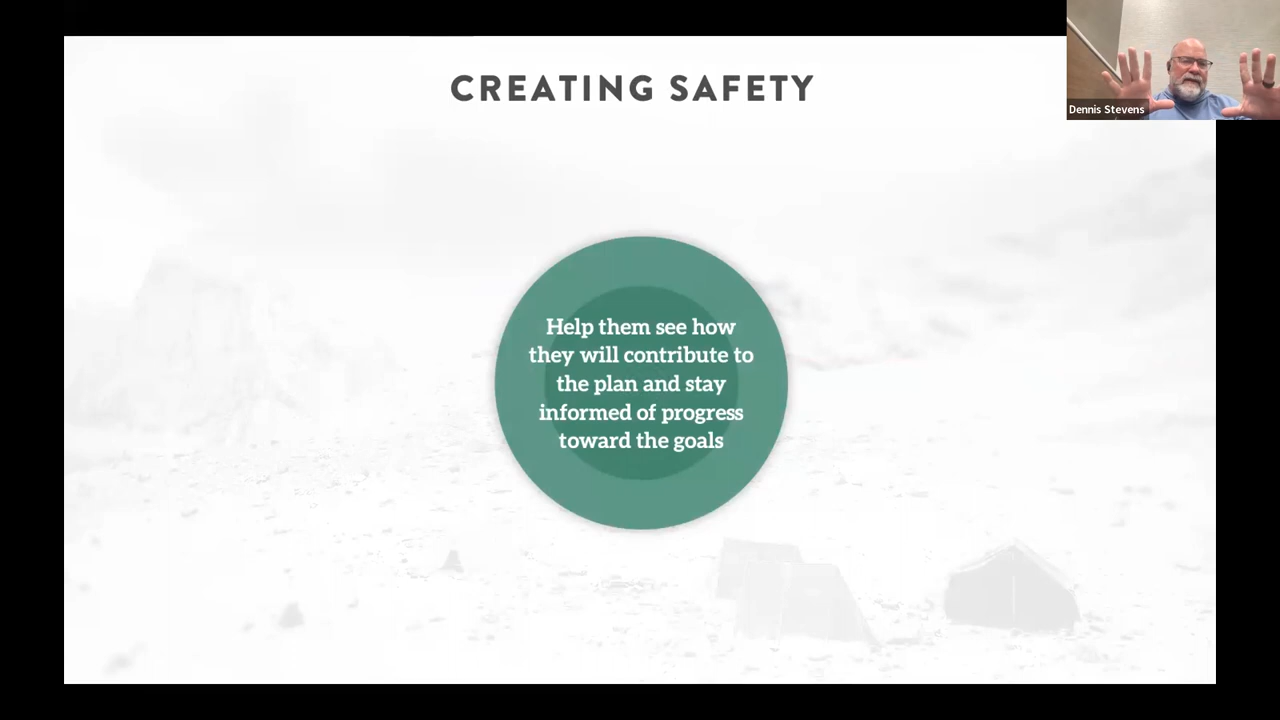 CREATING SAFETY
Dennis Stevens
Help them see how
they will contribute to
the plan and stay
informed of progress
toward the goals